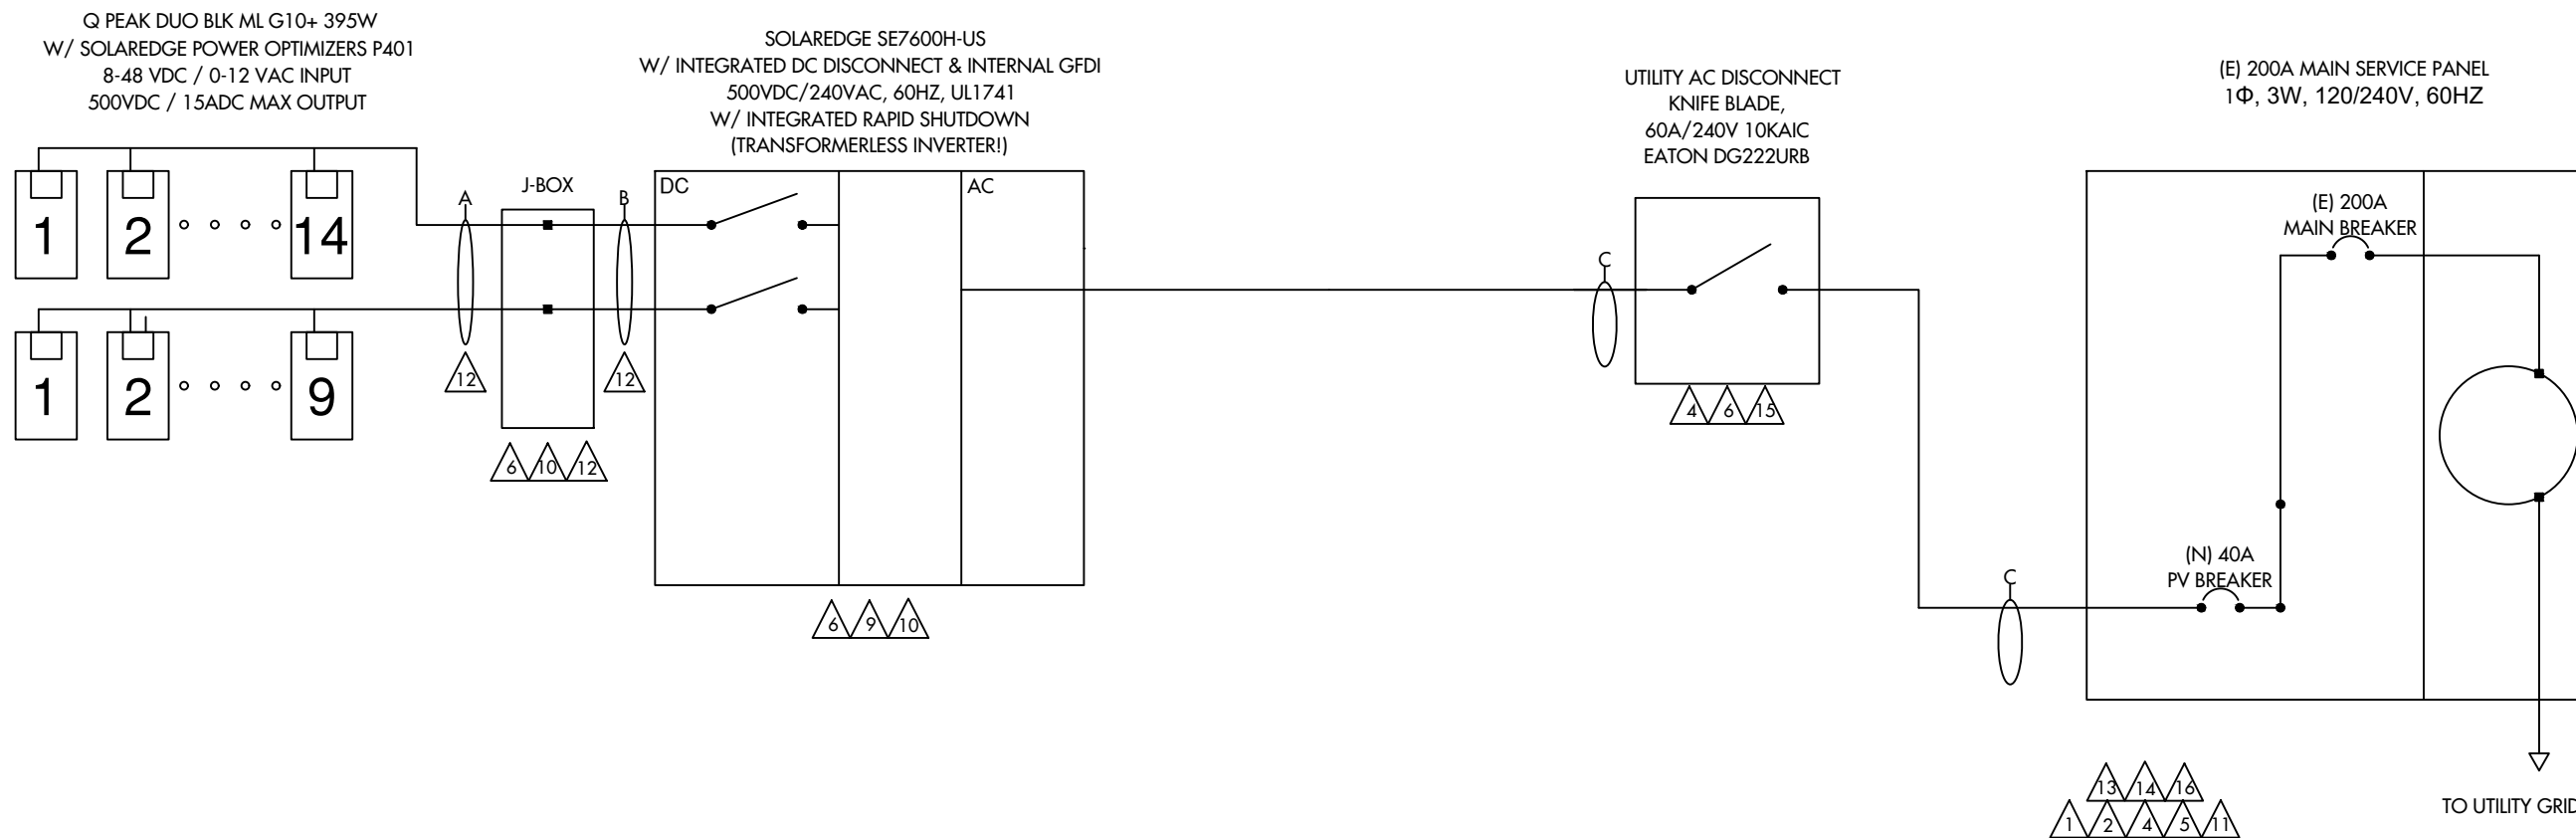 Q PEAK DUO BLK ML G10+ 395W
W/ SOLAREDGE POWER OPTIMIZERS P401
8-48 VDC / 0-12 VAC INPUT
500VDC / 15ADC MAX OUTPUT
SOLAREDGE SE7600H-US
W/ INTEGRATED DC DISCONNECT & INTERNAL GFDI
500VDC/240VAC, 60HZ, UL1741
W/ INTEGRATED RAPID SHUTDOWN
(TRANSFORMERLESS INVERTER!)
UTILITY AC DISCONNECT
KNIFE BLADE,
60A/240V 10KAIC
EATON DG222URB
(E) 200A MAIN SERVICE PANEL
1Φ, 3W, 120/240V, 60HZ
1 2 14
1 2 9
A
J-BOX
B
DC
AC
12
12
6 10 12
6 9 10
C
4 6 15
C
(E) 200A
MAIN BREAKER
(N) 40A
PV BREAKER
13 14 16
1 2 4 5 11
TO UTILITY GRID